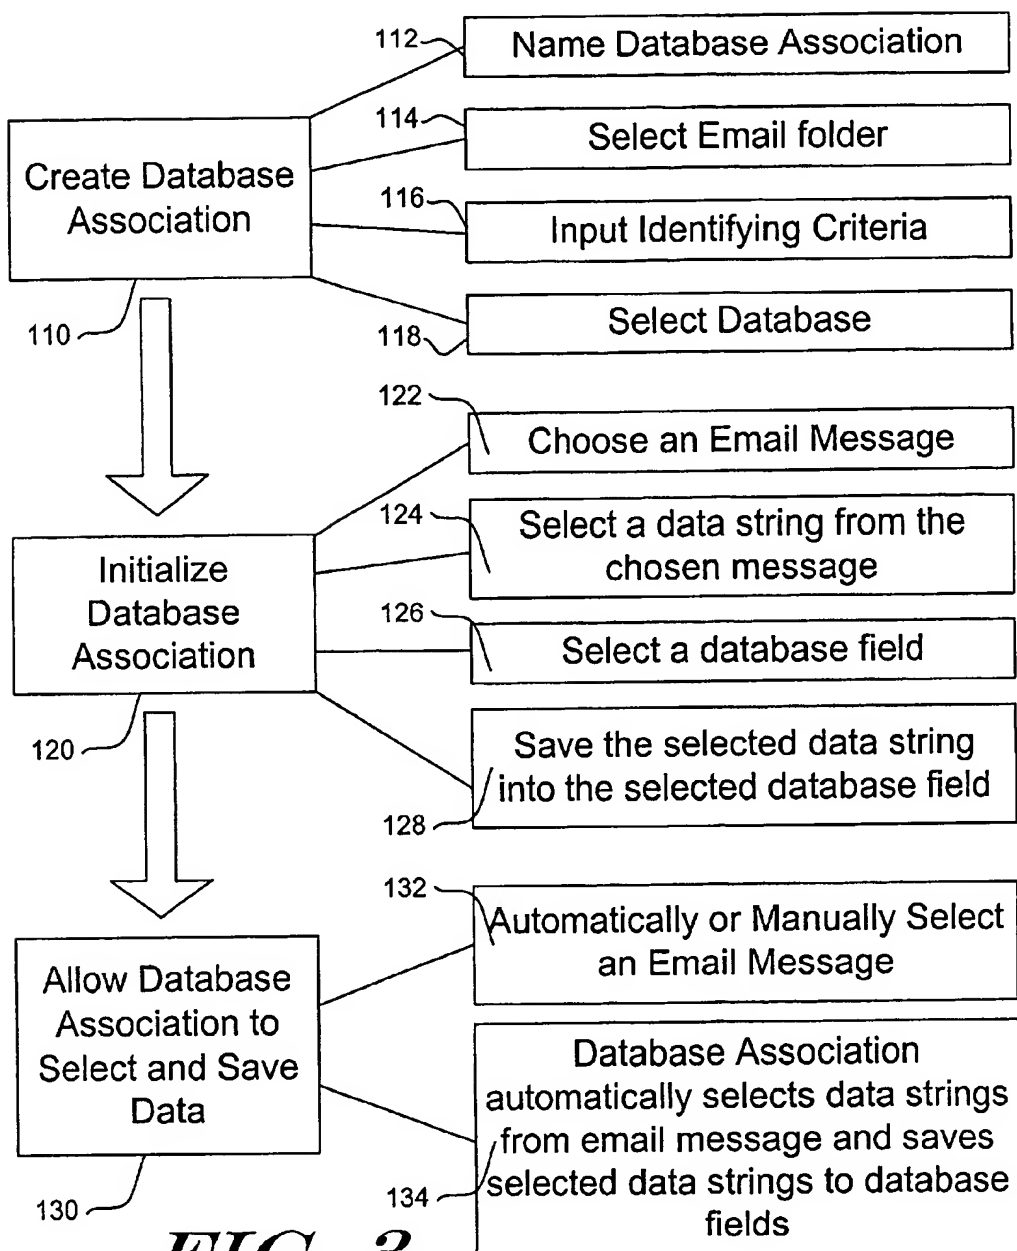 112
Name Database Association
114
Select Email folder
Create Database
Association
116
Input Identifying Criteria
110
118
Select Database
122
Choose an Email Message
124
Select a data string from the
chosen message
Initialize
Database
Association
126
Select a database field
120
Save the selected data string
into the selected database field
128
132
Automatically or Manually Select
an Email Message
Allow Database
Association to
Select and Save
Data
Database Association
automatically selects data strings
from email message and saves
selected data strings to database
fields
134
130
FIG. 3